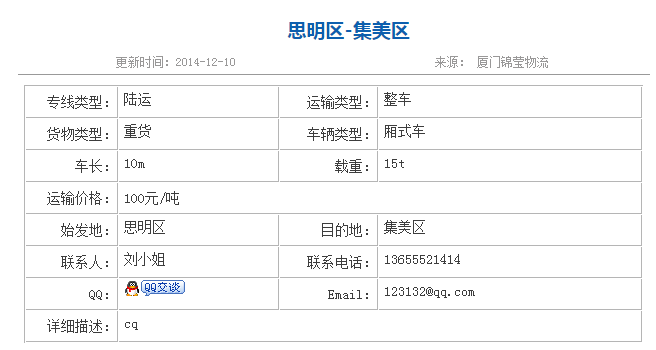 思明区-集美区
更新时间：2014-12-10 来源： 厦门锦莹物流
专线类型： 陆运 运输类型： 整车
货物类型： 重货 车辆类型： 厢式车
车长： 10m 载重： 15t
运输价格： 100元/吨
始发地： 思明区 目的地： 集美区
联系人： 刘小姐 联系电话： 13655521414
QQ： QQ交谈 Email： 123132@qq.com
详细描述： cq